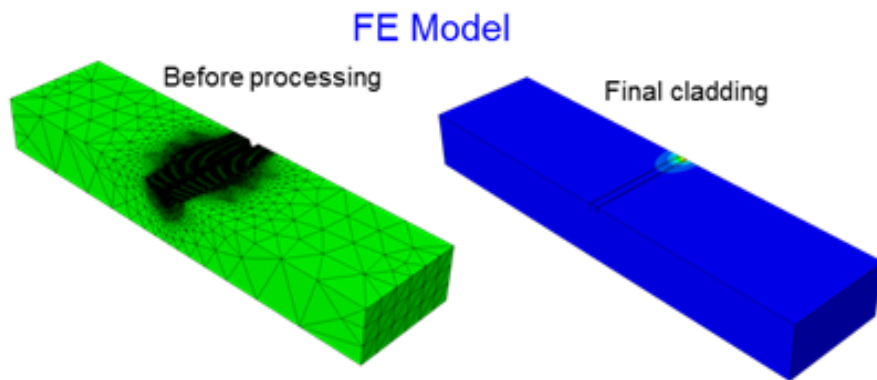 FE Model
Before processing
Final cladding